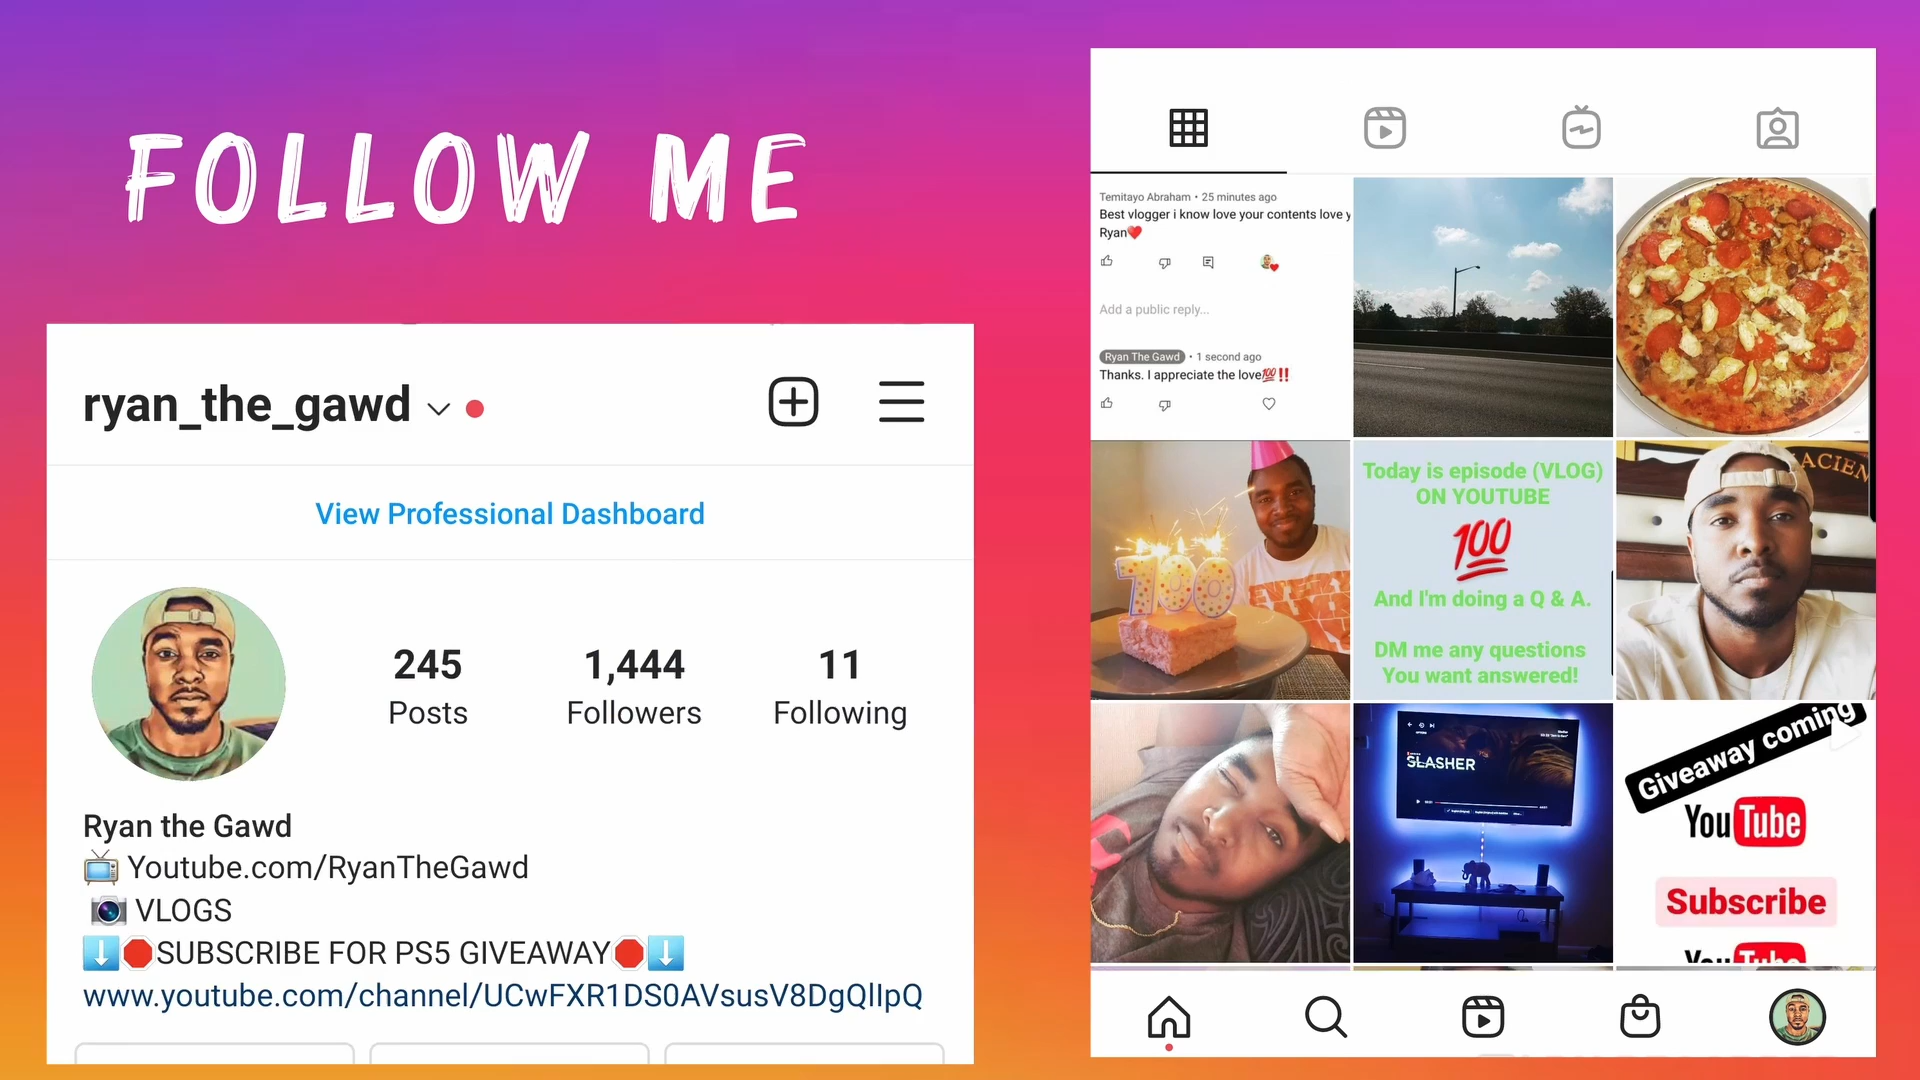 FOLLOW ME
ryan_the_gawd
View Professional Dashboard
245
Posts
1,444
Followers
11
Following
Ryan the Gawd
📺 Youtube.com/RyanTheGawd
📷 VLOGS
⬇️🛑SUBSCRIBE FOR PS5 GIVEAWAY🛑⬇️
www.youtube.com/channel/UCwFXR1DS0AVsusV8DgQlIpQ
Temitayo Abraham • 25 minutes ago
Best vlogger i know love your contents love y
Ryan❤️
Add a public reply...
Ryan The Gawd • 1 second ago
Thanks. I appreciate the love💯‼️
100
Today is episode (VLOG)
ON YOUTUBE
💯
And I'm doing a Q & A.
DM me any questions
You want answered!
ACIEN
SLASHER
Giveaway coming
YouTube
Subscribe
YouTube